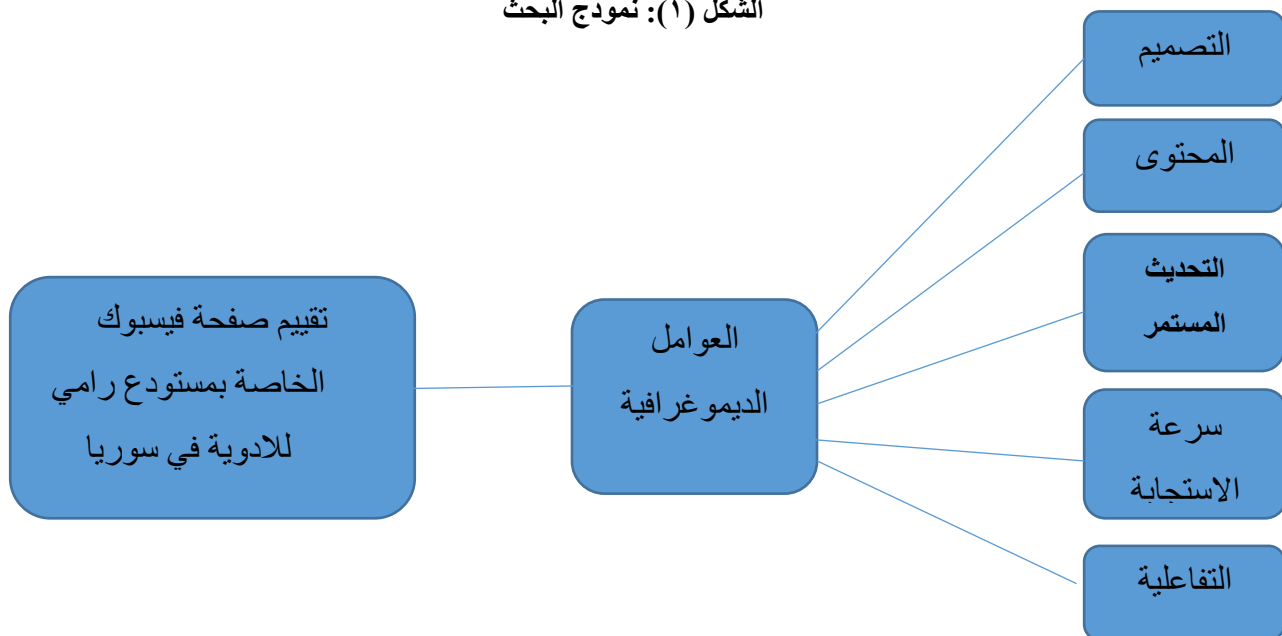 الشكل (١): نموذج البحث
التصميم
المحتوى
التحديث
المستمر
سرعة
الاستجابة
التفاعلية
العوامل
الديموغرافية
تقييم صفحة فيسبوك
الخاصة بمستودع رامي
للادوية في سوريا